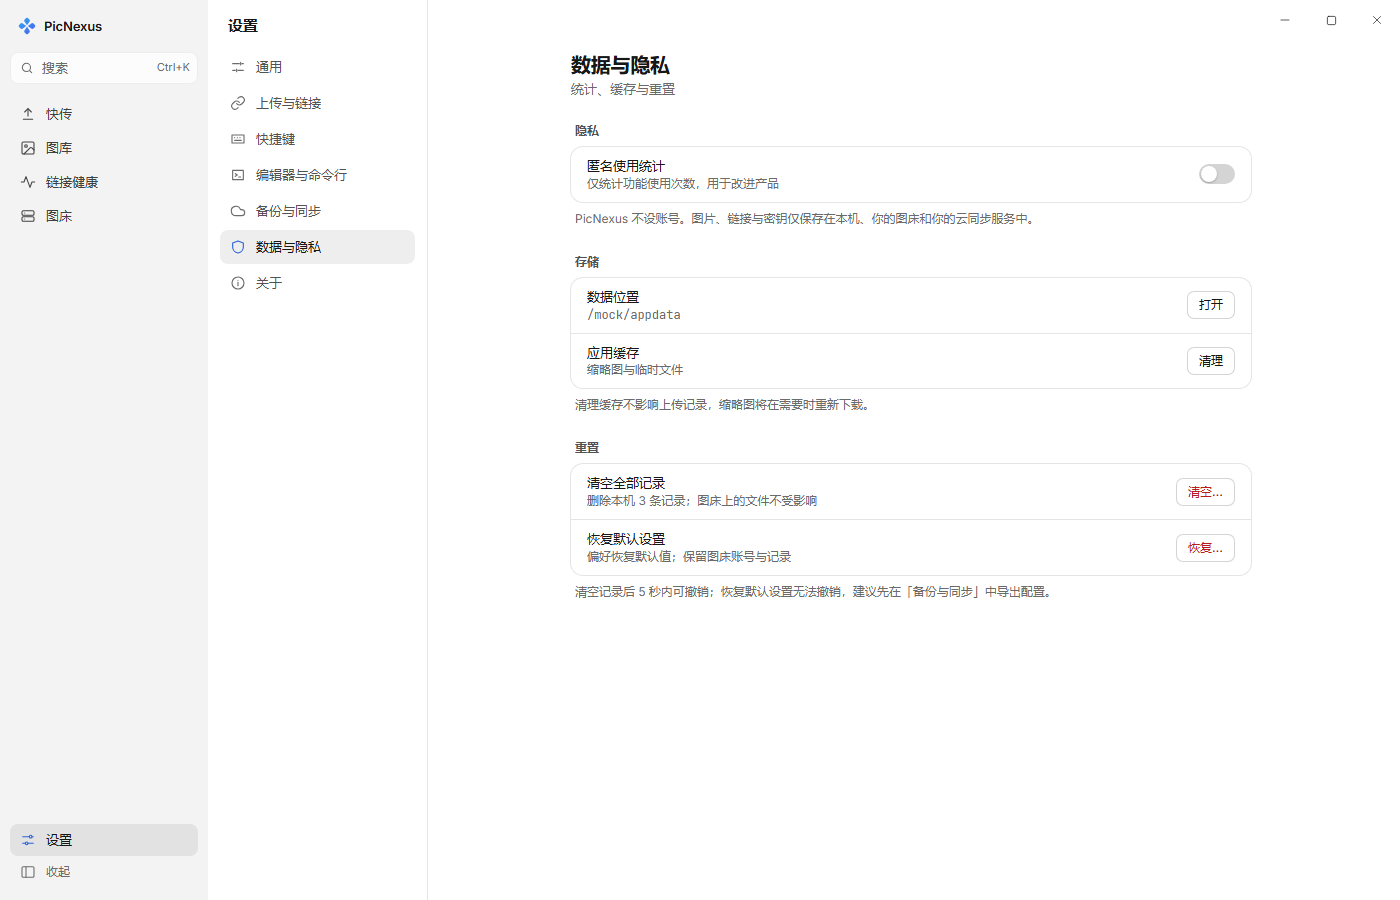 PicNexus
搜索 Ctrl+K
快传
图库
链接健康
图床
设置
收起
设置
通用
上传与链接
快捷键
编辑器与命令行
备份与同步
数据与隐私
关于
数据与隐私
统计、缓存与重置
隐私
匿名使用统计
仅统计功能使用次数，用于改进产品
PicNexus 不设账号。图片、链接与密钥仅保存在本机、你的图床和你的云同步服务中。
存储
数据位置
/mock/appdata
打开
应用缓存
缩略图与临时文件
清理
清理缓存不影响上传记录，缩略图将在需要时重新下载。
重置
清空全部记录
删除本机 3 条记录；图床上的文件不受影响
清空...
恢复默认设置
偏好恢复默认值；保留图床账号与记录
恢复...
清空记录后 5 秒内可撤销；恢复默认设置无法撤销，建议先在「备份与同步」中导出配置。